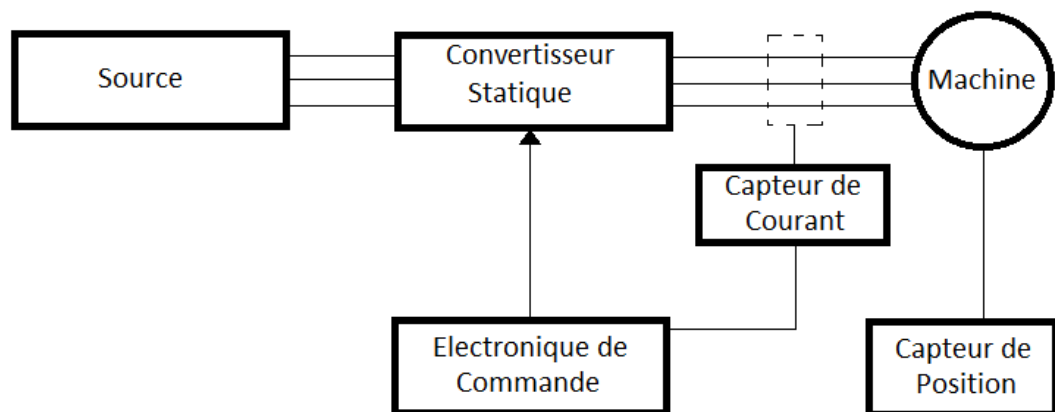 Source
Convertisseur
Statique
Machine
Capteur de
Courant
Electronique de
Commande
Capteur de
Position